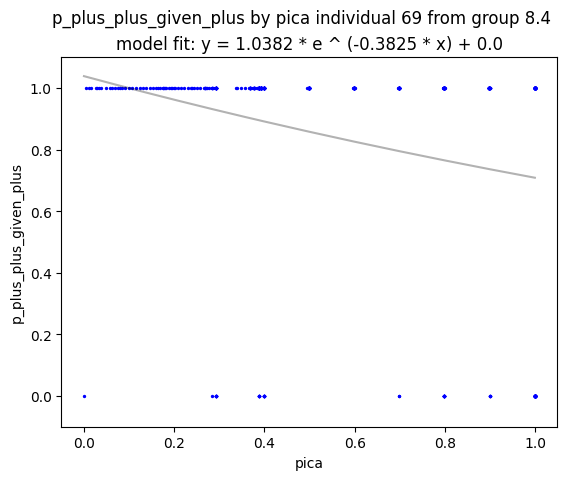 p_plus_plus_given_plus by pica individual 69 from group 8.4
model fit: y = 1.0382 * e ^ (-0.3825 * x) + 0.0
p_plus_plus_given_plus
1.0
0.8
0.6
0.4
0.2
0.0
0.0 0.2 0.4 0.6 0.8 1.0
pica